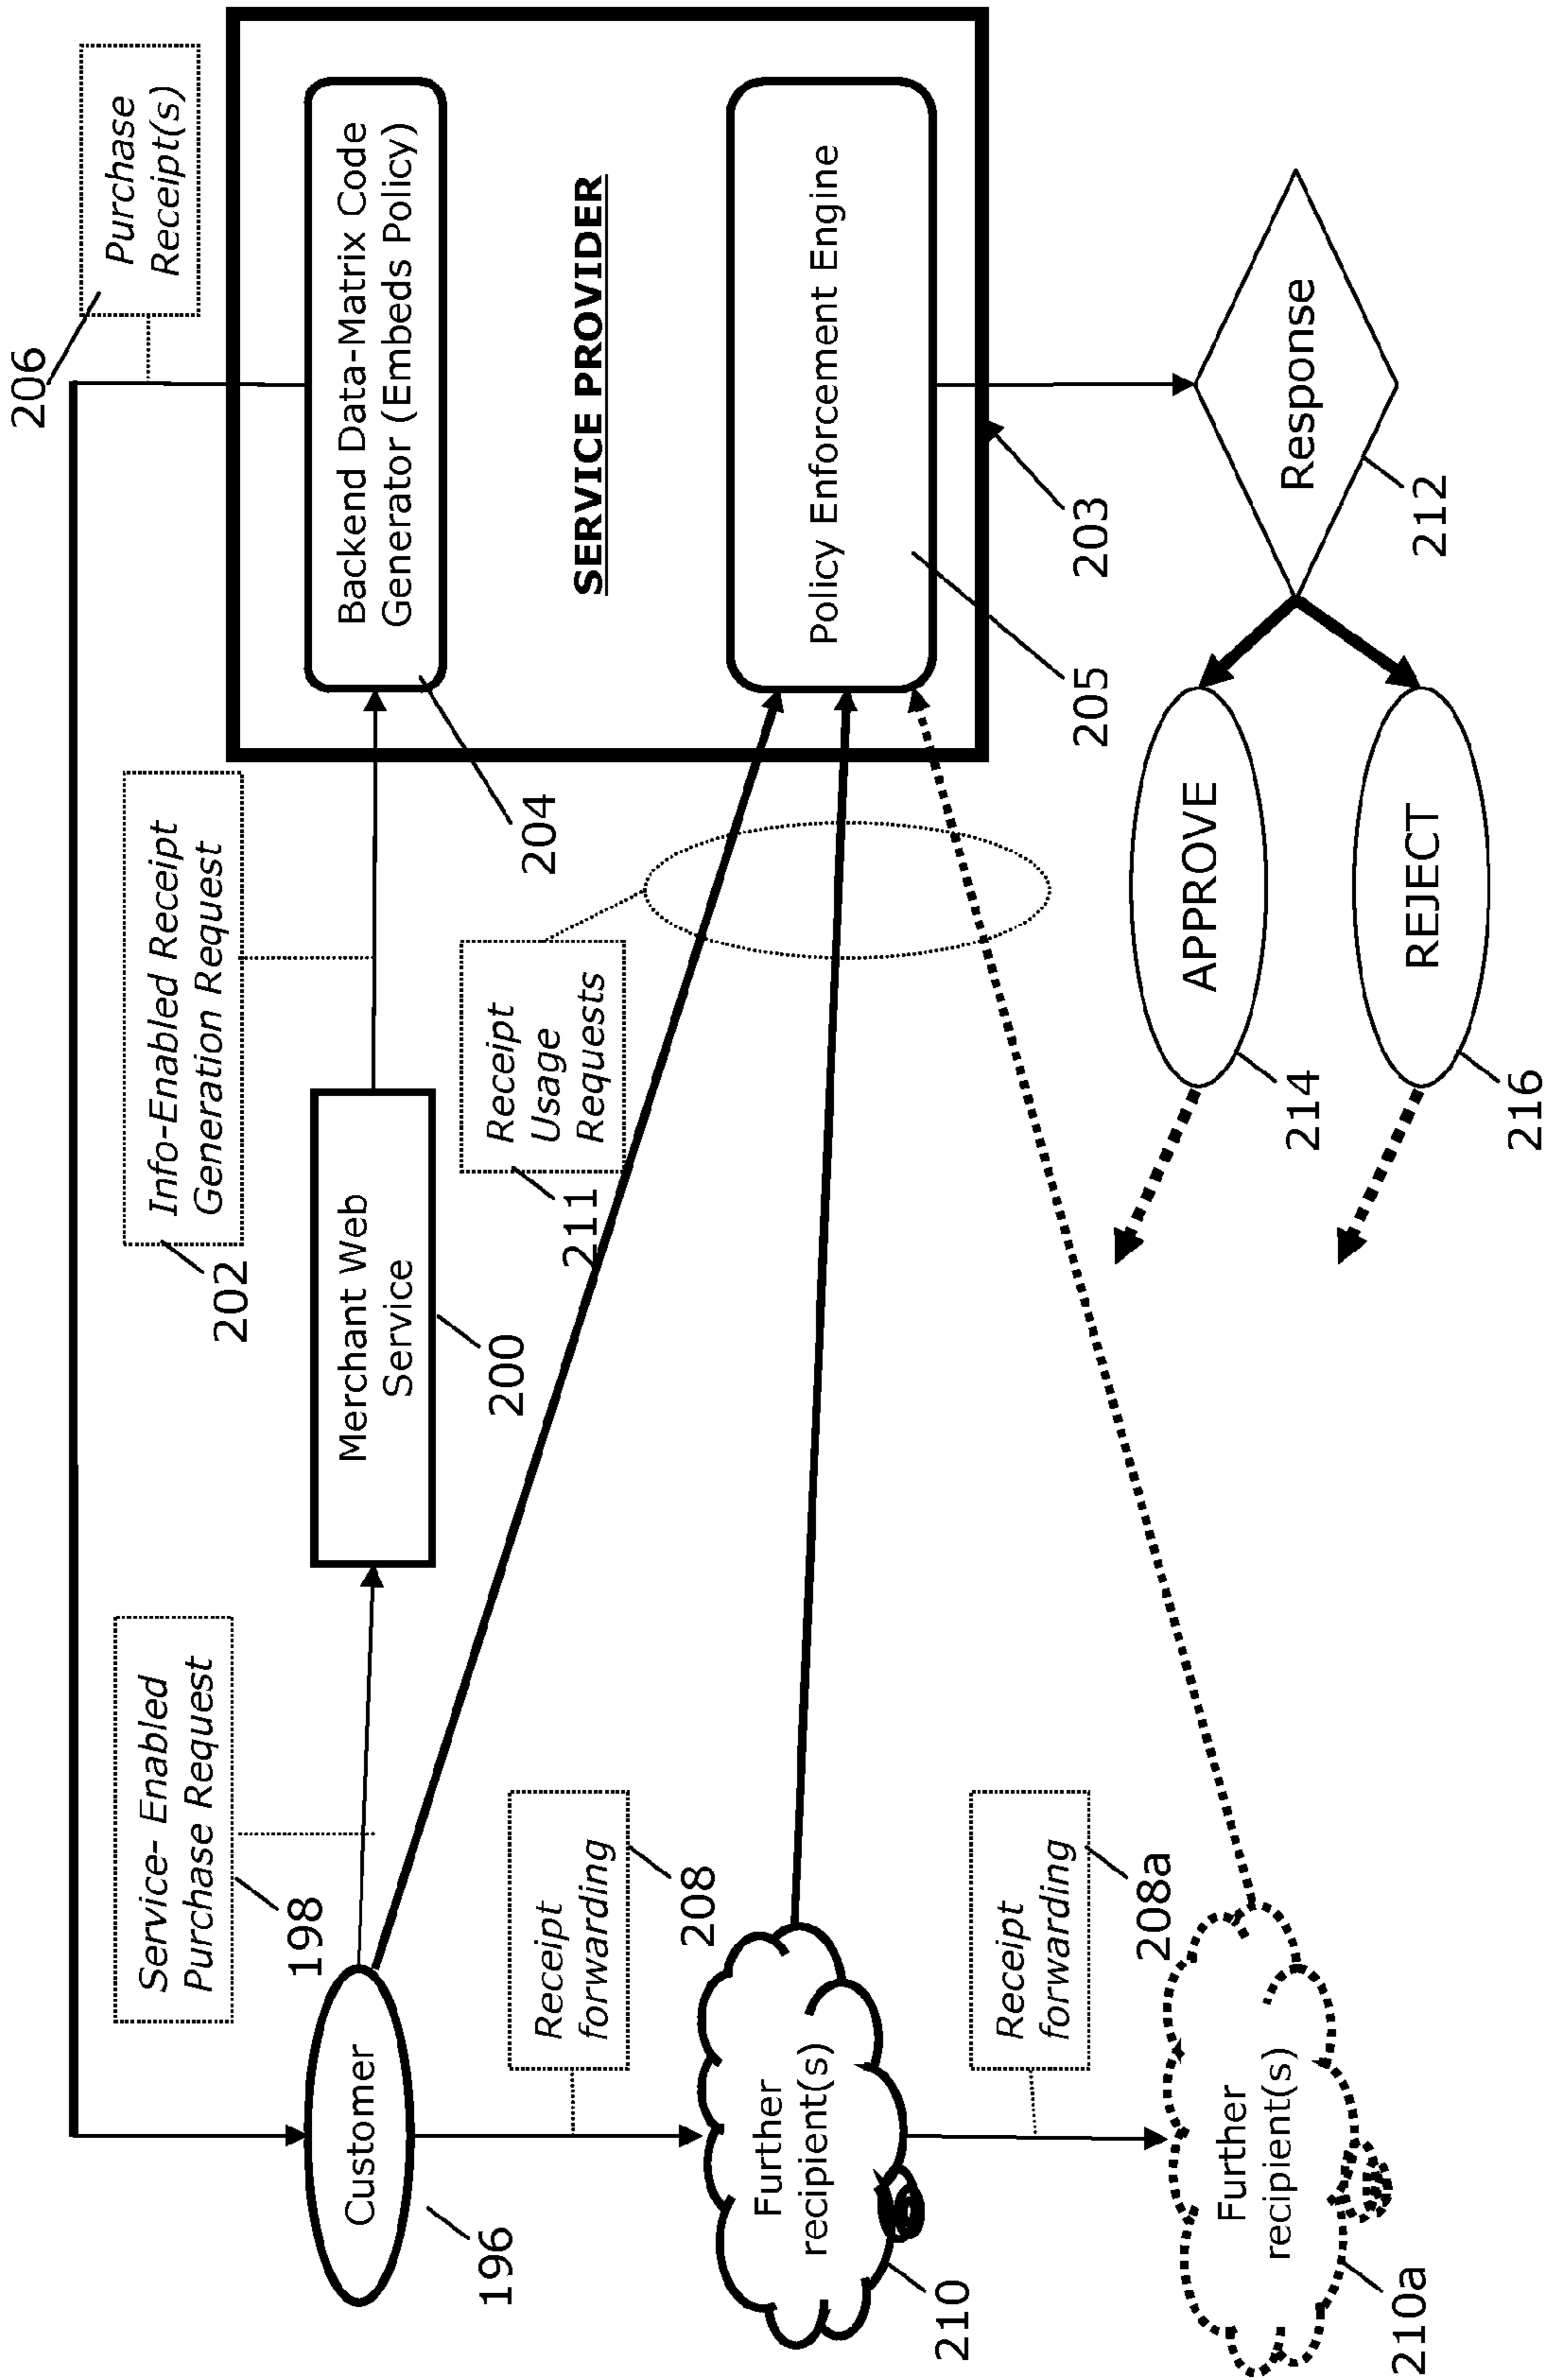 206
Purchase
Receipt(s)
Service- Enabled
Purchase Request
198
Info-Enabled Receipt
Generation Request
202
Customer
196
Merchant Web
Service
200
Backend Data-Matrix Code
Generator (Embeds Policy)
204
SERVICE PROVIDER
Receipt
Usage
Requests
211
Receipt
forwarding
208
Further
recipient(s)
210
Policy Enforcement Engine
205
203
Receipt
forwarding
208a
Further
recipient(s)
210a
Response
212
APPROVE
214
REJECT
216